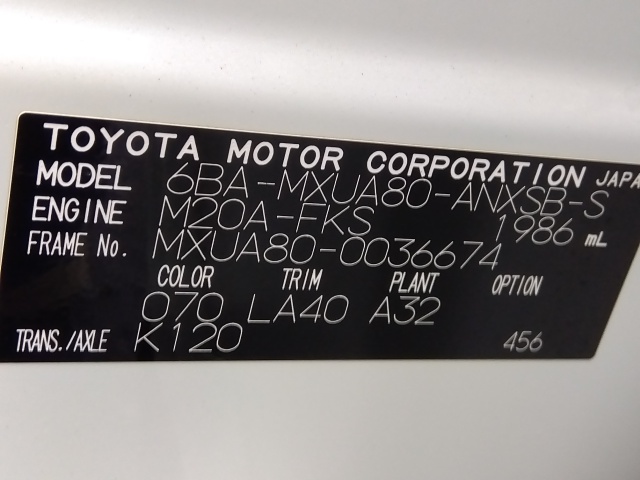 TOYOTA MOTOR CORPORATION JAPA
MODEL 6BA-MXUA80-ANXSB-S
ENGINE M20A-FKS 1986 mL
FRAME No. MXUA80-0036674
COLOR TRIM PLANT OPTION
070 LA40 A32
TRANS./AXLE K120 456